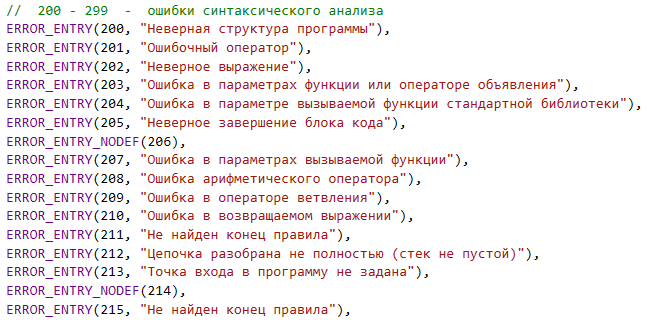 //  200 - 299  -  ошибки синтаксического анализа
ERROR_ENTRY(200, "Неверная структура программы"),
ERROR_ENTRY(201, "Ошибочный оператор"),
ERROR_ENTRY(202, "Неверное выражение"),
ERROR_ENTRY(203, "Ошибка в параметрах функции или операторе объявления"),
ERROR_ENTRY(204, "Ошибка в параметре вызываемой функции стандартной библиотеки"),
ERROR_ENTRY(205, "Неверное завершение блока кода"),
ERROR_ENTRY_NODEF(206),
ERROR_ENTRY(207, "Ошибка в параметрах вызываемой функции"),
ERROR_ENTRY(208, "Ошибка арифметического оператора"),
ERROR_ENTRY(209, "Ошибка в операторе ветвления"),
ERROR_ENTRY(210, "Ошибка в возвращаемом выражении"),
ERROR_ENTRY(211, "Не найден конец правила"),
ERROR_ENTRY(212, "Цепочка разобрана не полностью (стек не пустой)"),
ERROR_ENTRY(213, "Точка входа в программу не задана"),
ERROR_ENTRY_NODEF(214),
ERROR_ENTRY(215, "Не найден конец правила"),